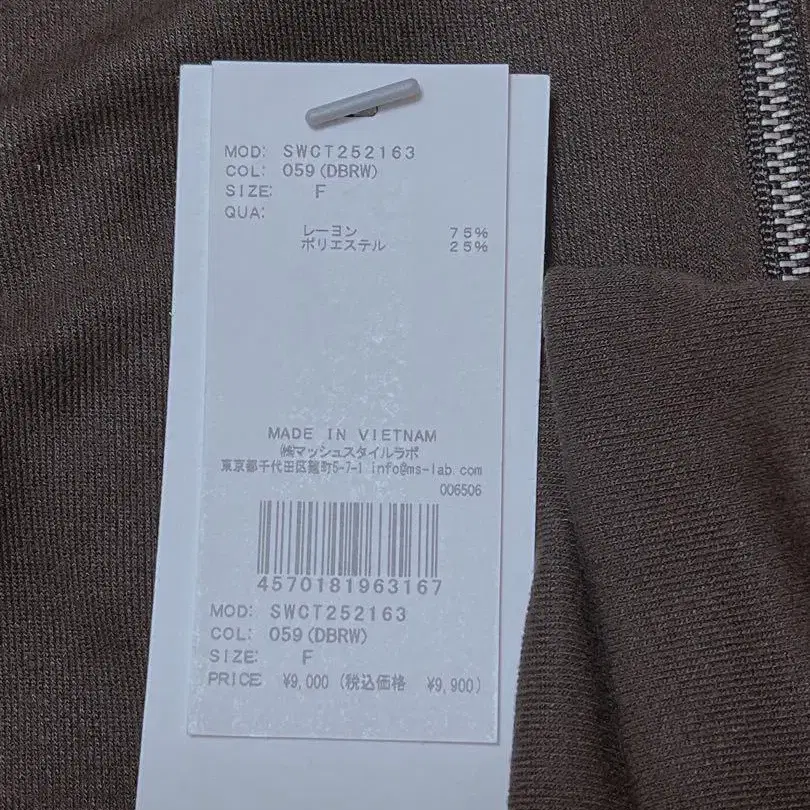 MOD: SWCT252163
COL: 059(DBRW)
SIZE: F
QUA:
レーヨン 75%
ポリエステル 25%
MADE IN VIETNAM
㈱マッシュスタイルラボ
東京都千代田区麹町5-7-1 info@ms-lab.com
006506
4570181963167
MOD: SWCT252163
COL: 059(DBRW)
SIZE: F
PRICE ¥9,000 (税込価格 ¥9,900)